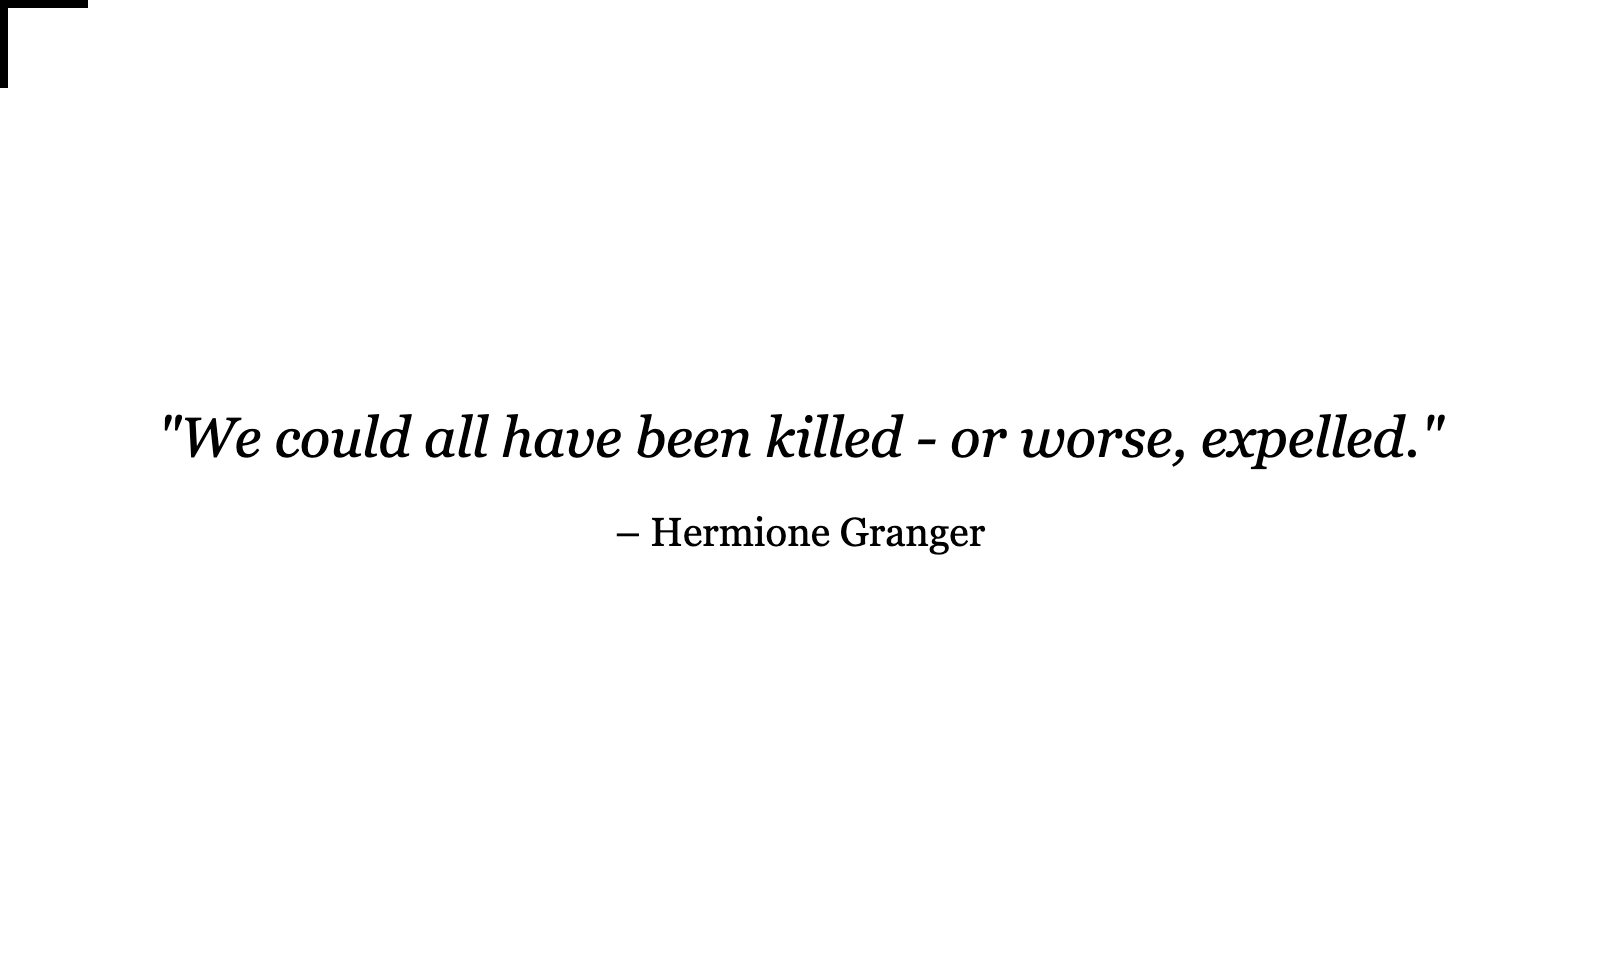 "We could all have been killed - or worse, expelled."
– Hermione Granger